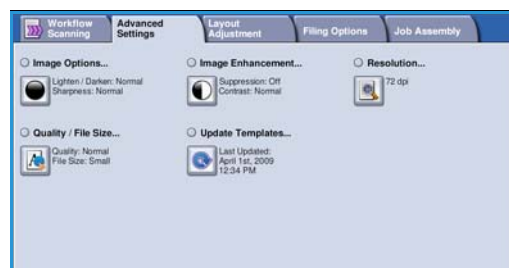 Workflow Scanning
Advanced Settings
Layout Adjustment
Filing Options
Job Assembly
Image Options...
Lighten / Darken: Normal
Sharpness: Normal
Image Enhancement...
Suppression: Off
Contrast: Normal
Resolution...
72 dpi
Quality / File Size...
Quality: Normal
File Size: Small
Update Templates...
Last Updated:
April 1st, 2009
12:34 PM